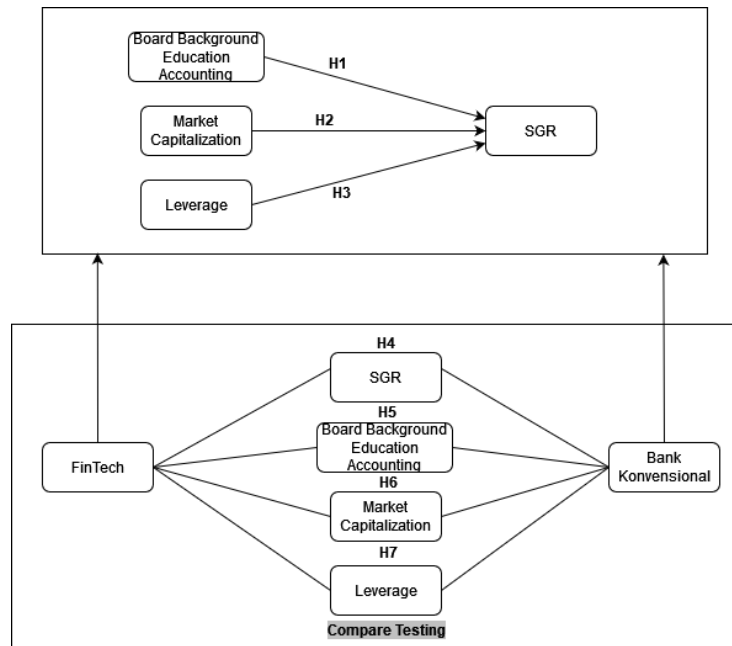 Board Background
Education
Accounting
H1
Market
Capitalization
H2
SGR
Leverage
H3
H4
SGR
H5
Board Background
Education
Accounting
FinTech
Bank
Konvensional
H6
Market
Capitalization
H7
Leverage
Compare Testing